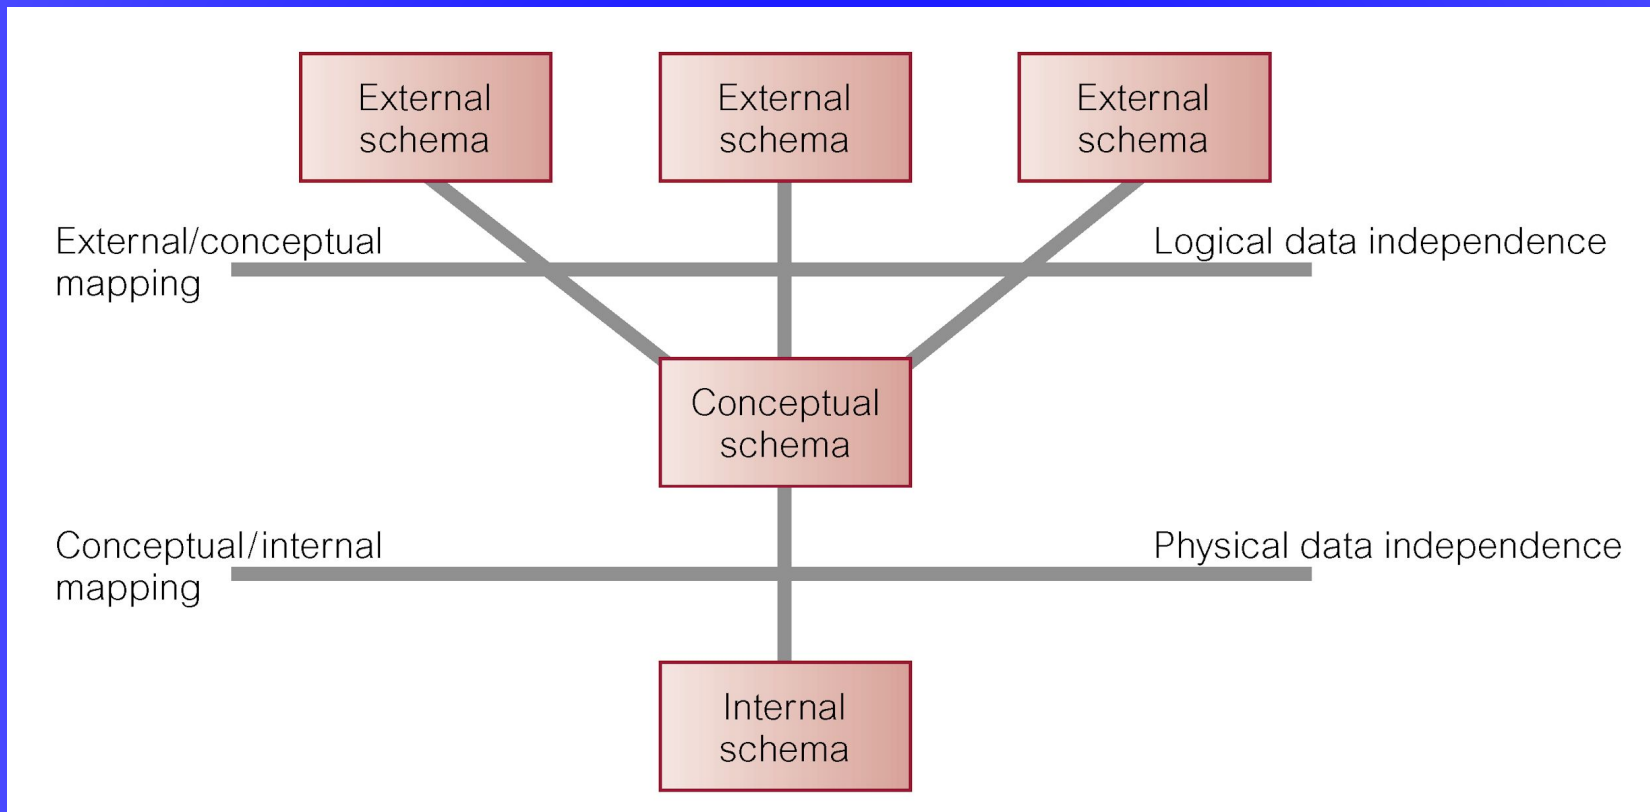 External
schema
External
schema
External
schema
External/conceptual
mapping
Logical data independence
Conceptual
schema
Conceptual/internal
mapping
Physical data independence
Internal
schema